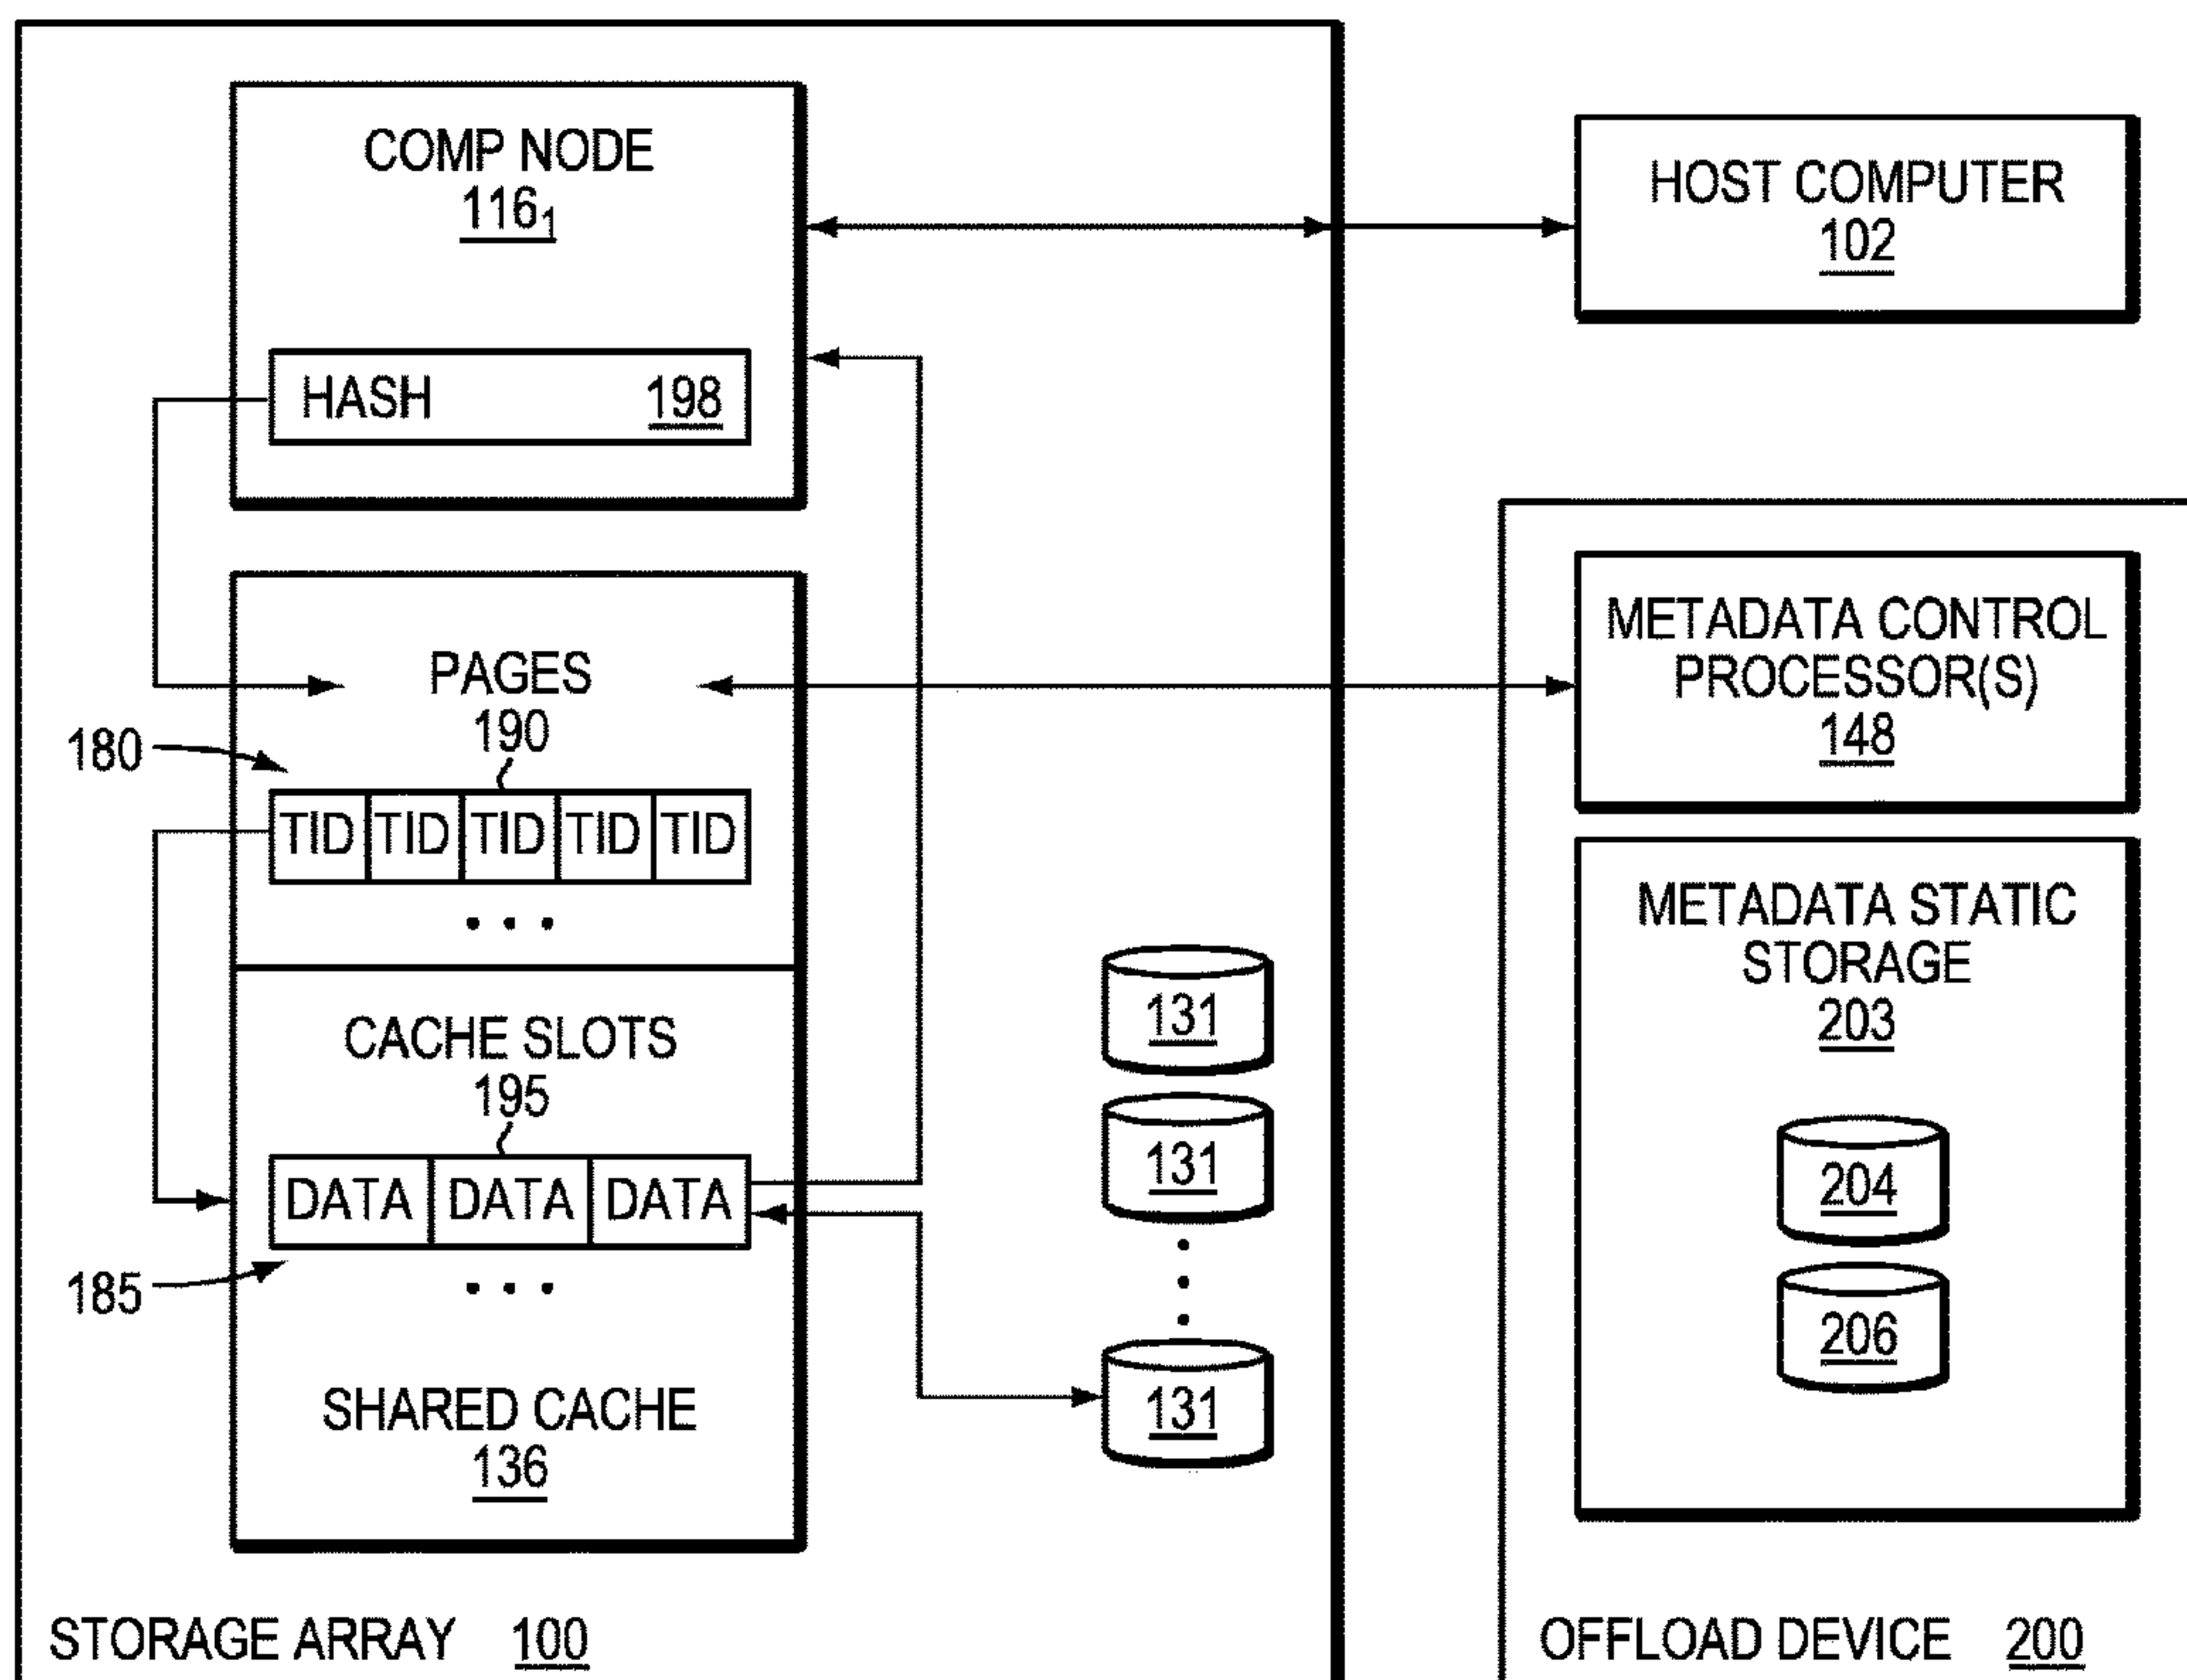 COMP NODE
116₁
HASH 198
HOST COMPUTER
102
PAGES
190
180
TID TID TID TID TID
. . .
CACHE SLOTS
195
DATA DATA DATA
185
. . .
SHARED CACHE
136
131
131
131
METADATA CONTROL
PROCESSOR(S)
148
METADATA STATIC
STORAGE
203
204
206
STORAGE ARRAY 100
OFFLOAD DEVICE 200